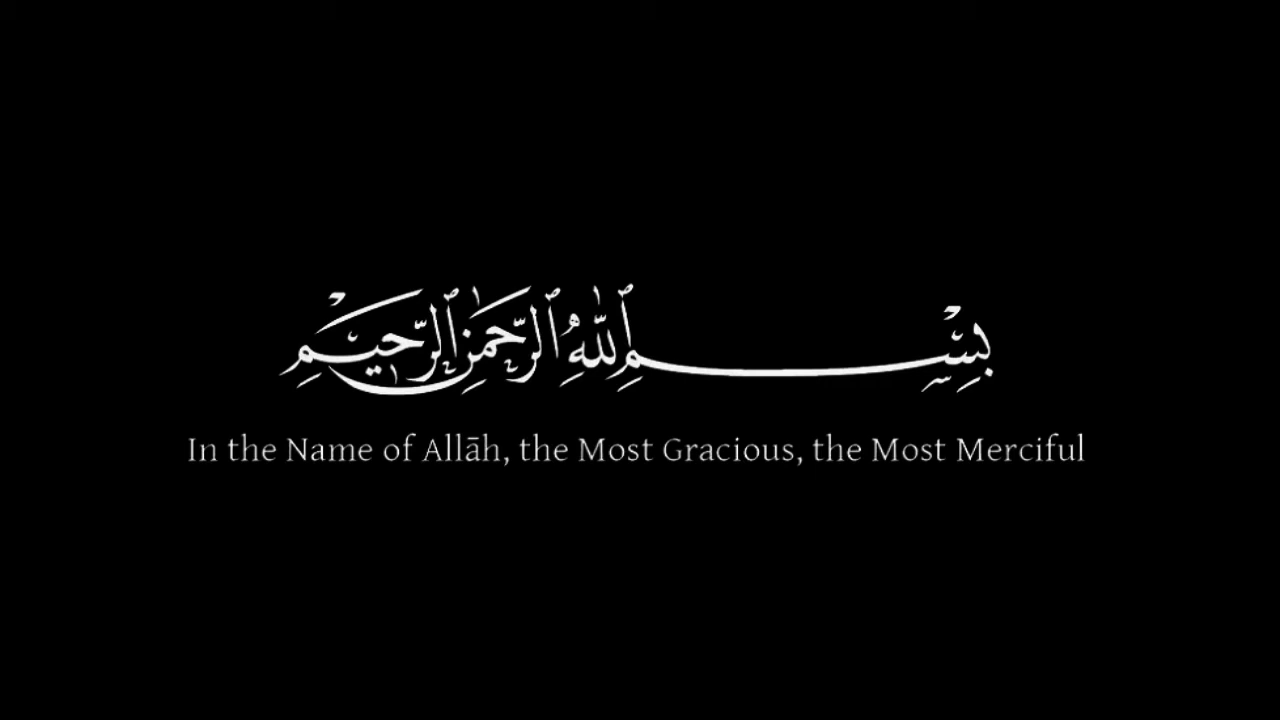 بِسْمِ ٱللَّٰهِ ٱلرَّحْمَٰنِ ٱلرَّحِيمِ
In the Name of Allāh, the Most Gracious, the Most Merciful